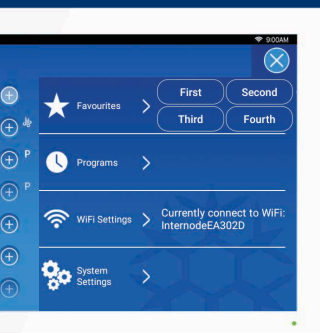 9:00AM
Favourites
First Second
Third Fourth
P
Programs
P
WiFi Settings
Currently connect to WiFi:
InternodeEA302D
System
Settings